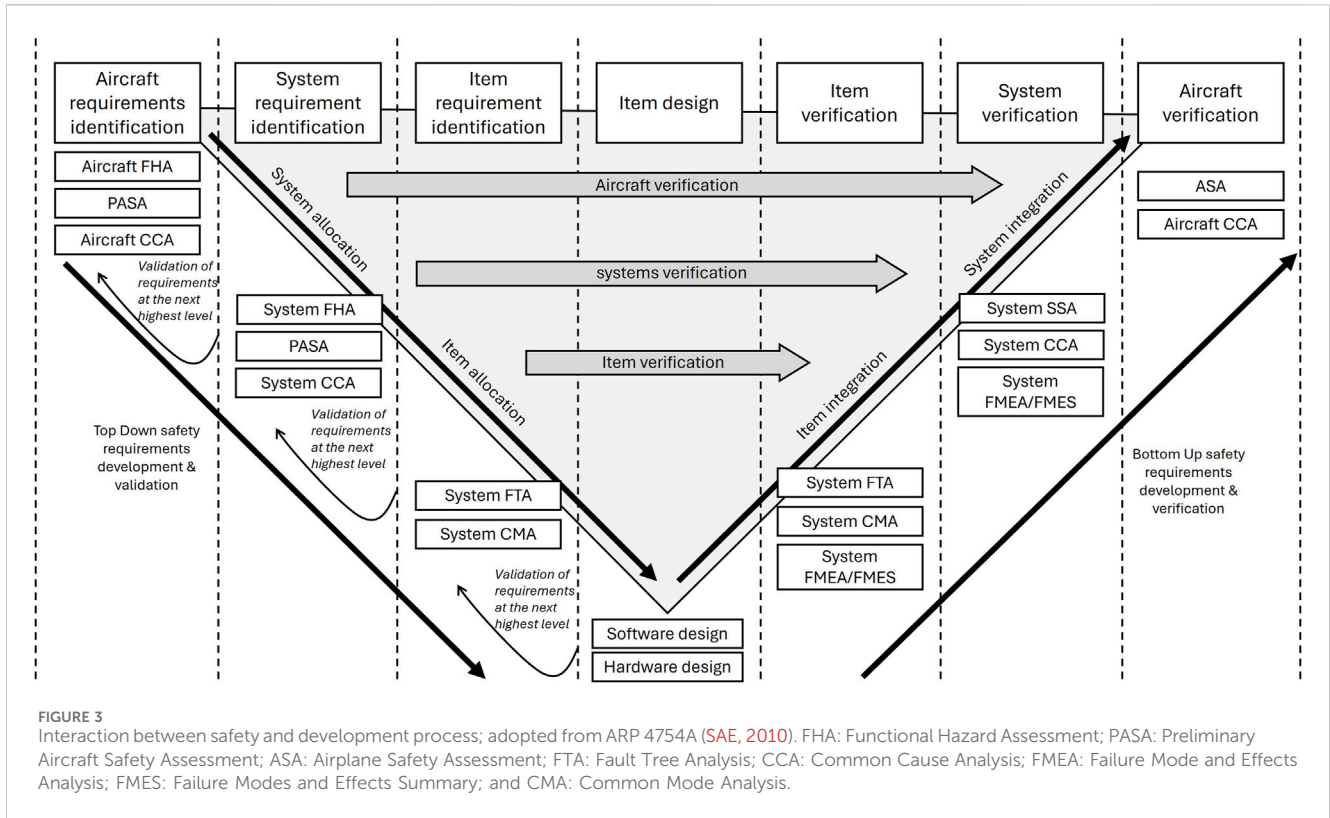 Aircraft
requirements
identification
System
requirement
identification
Item
requirement
identification
Item design
Item
verification
System
verification
Aircraft
verification
Aircraft FHA
PASA
Aircraft CCA
Validation of
requirements
at the next
highest level
System allocation
Aircraft verification
System integration
ASA
Aircraft CCA
systems verification
System FHA
PASA
System CCA
Item allocation
Item verification
Item integration
System SSA
System CCA
System
FMEA/FMES
Top Down safety
requirements
development &
validation
Validation of
requirements
at the next
highest level
Bottom Up safety
requirements
development &
verification
System FTA
System CMA
System FTA
System CMA
System
FMEA/FMES
Validation of
requirements
at the next
highest level
Software design
Hardware design
FIGURE 3
Interaction between safety and development process; adopted from ARP 4754A (SAE, 2010). FHA: Functional Hazard Assessment; PASA: Preliminary
Aircraft Safety Assessment; ASA: Airplane Safety Assessment; FTA: Fault Tree Analysis; CCA: Common Cause Analysis; FMEA: Failure Mode and Effects
Analysis; FMES: Failure Modes and Effects Summary; and CMA: Common Mode Analysis.